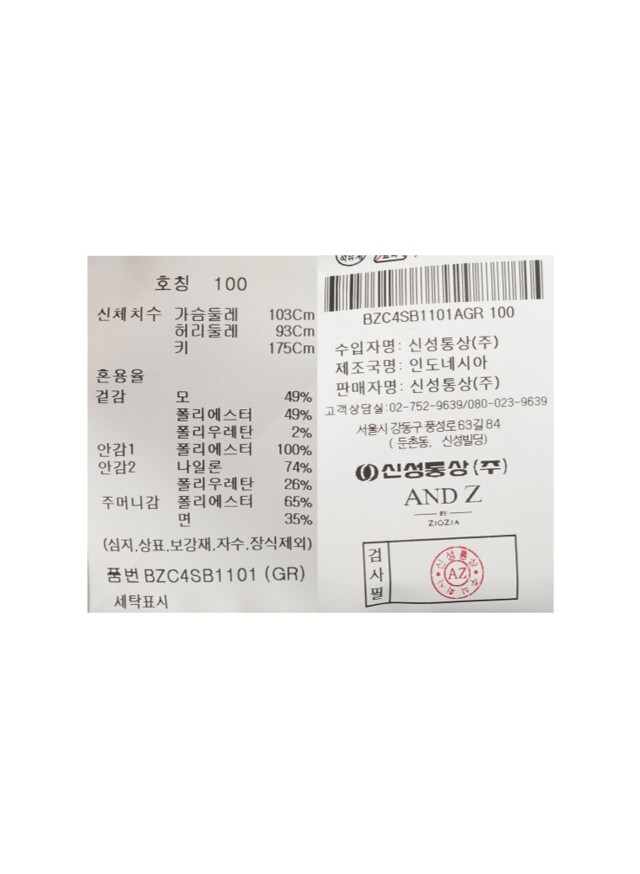 호칭 100
신체치수 가슴둘레 103Cm
허리둘레 93Cm
키 175Cm
혼용율
겉감 모 49%
폴리에스터 49%
폴리우레탄 2%
안감1 폴리에스터 100%
안감2 나일론 74%
폴리우레탄 26%
주머니감 폴리에스터 65%
면 35%
(심지,상표,보강재,자수,장식제외)
품번 BZC4SB1101 (GR)
세탁표시
BZC4SB1101AGR 100
수입자명: 신성통상(주)
제조국명: 인도네시아
판매자명: 신성통상(주)
고객상담실:02-752-9639/080-023-9639
서울시 강동구 풍성로63길 84
( 둔촌동, 신성빌딩)
신성통상(주)
AND Z
BY
ZIOZIA
검사필
신성통상
AZ
주식회사